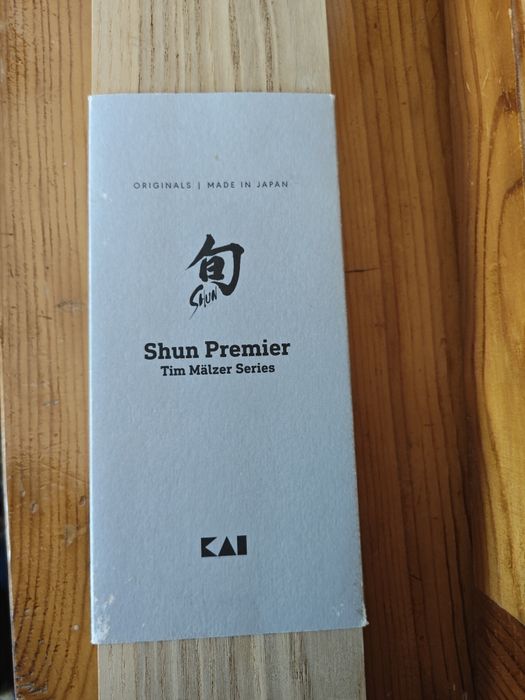 ORIGINALS | MADE IN JAPAN
旬
SHUN
Shun Premier
Tim Mälzer Series
KAI